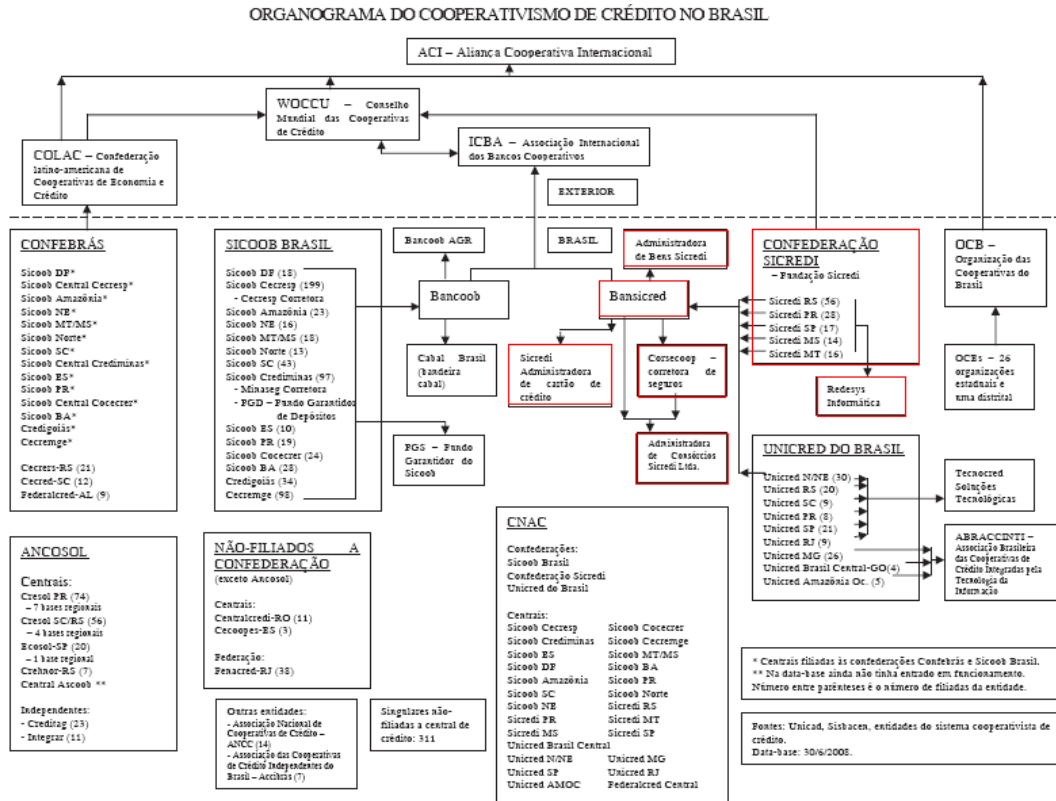 ORGANOGRAMA DO COOPERATIVISMO DE CRÉDITO NO BRASIL
ACI – Aliança Cooperativa Internacional
WOCCU – Conselho
Mundial das Cooperativas
de Crédito
ICBA – Associação Internacional
dos Bancos Cooperativos
COLAC – Confederação
latino-americana de
Cooperativas de Economia e
Crédito
EXTERIOR
CONFEBRÁS
Sicoob DF*
Sicoob Central Cecresp*
Sicoob Amazônia*
Sicoob NE*
Sicoob MT/MS*
Sicoob Norte*
Sicoob SC*
Sicoob Central Crediminas*
Sicoob ES*
Sicoob PR*
Sicoob Central Cocecrer*
Sicoob BA*
Credigoiás*
Cecremge*
Cecrers-RS (21)
Cecred-SC (12)
Federalcred-AL (9)
SICOOB BRASIL
Sicoob DF (18)
Sicoob Cecresp (199)
- Cecresp Corretora
Sicoob Amazônia (23)
Sicoob NE (16)
Sicoob MT/MS (18)
Sicoob Norte (13)
Sicoob SC (43)
Sicoob Crediminas (97)
- Minaseg Corretora
- PGD – Fundo Garantidor
de Depósitos
Sicoob ES (10)
Sicoob PR (19)
Sicoob Cocecrer (24)
Sicoob BA (28)
Credigoiás (34)
Cecremge (98)
Bancoob AGR
BRASIL
Administradora
de Bens Sicredi
Bancoob
Bansicred
Cabal Brasil
(bandeira
cabal)
Sicredi
Administradora
de cartão de
crédito
Corsecoop –
corretora de
seguros
PGS – Fundo
Garantidor do
Sicoob
Administradora
de Consórcios
Sicredi Ltda.
CONFEDERAÇÃO
SICREDI
– Fundação Sicredi
Sicredi RS (56)
Sicredi PR (28)
Sicredi SP (17)
Sicredi MS (14)
Sicredi MT (16)
Redesys
Informática
OCB –
Organização das
Cooperativas do
Brasil
OCEs – 26
organizações
estaduais e
uma distrital
UNICRED DO BRASIL
Unicred N/NE (30)
Unicred RS (20)
Unicred SC (9)
Unicred PR (8)
Unicred SP (21)
Unicred RJ (9)
Unicred MG (26)
Unicred Brasil Central-GO(4)
Unicred Amazônia Oc. (5)
Tecnocred
Soluções
Tecnológicas
ABRACCINTI –
Associação Brasileira
das Cooperativas de
Crédito Integradas pela
Tecnologia da
Informação
ANCOSOL
Centrais:
Cresol PR (74)
– 7 bases regionais
Cresol SC/RS (56)
– 4 bases regionais
Ecosol-SP (20)
– 1 base regional
Crehnor-RS (7)
Central Ascoob **
Independentes:
- Creditag (23)
- Integrar (11)
NÃO-FILIADOS A
CONFEDERAÇÃO
(exceto Ancosol)
Centrais:
Centralcredi-RO (11)
Cecoopes-ES (3)
Federação:
Fenacred-RJ (38)
Outras entidades:
- Associação Nacional de
Cooperativas de Crédito –
ANCC (14)
- Associação das Cooperativas
de Crédito Independentes do
Brasil – Accibrás (7)
Singulares não-
filiadas a central de
crédito: 311
CNAC
Confederações:
Sicoob Brasil
Confederação Sicredi
Unicred do Brasil
Centrais:
Sicoob Cecresp Sicoob Cocecrer
Sicoob Crediminas Sicoob Cecremge
Sicoob ES Sicoob MT/MS
Sicoob DF Sicoob BA
Sicoob Amazônia Sicoob PR
Sicoob SC Sicoob Norte
Sicoob NE Sicredi RS
Sicredi PR Sicredi MT
Sicredi MS Sicredi SP
Unicred Brasil Central
Unicred N/NE Unicred MG
Unicred SP Unicred RJ
Unicred AMOC Federalcred Central
* Centrais filiadas às confederações Confebrás e Sicoob Brasil.
** Na data-base ainda não tinha entrado em funcionamento.
Número entre parênteses é o número de filiadas da entidade.
Fontes: Unicad, Sisbacen, entidades do sistema cooperativista de
crédito.
Data-base: 30/6/2008.